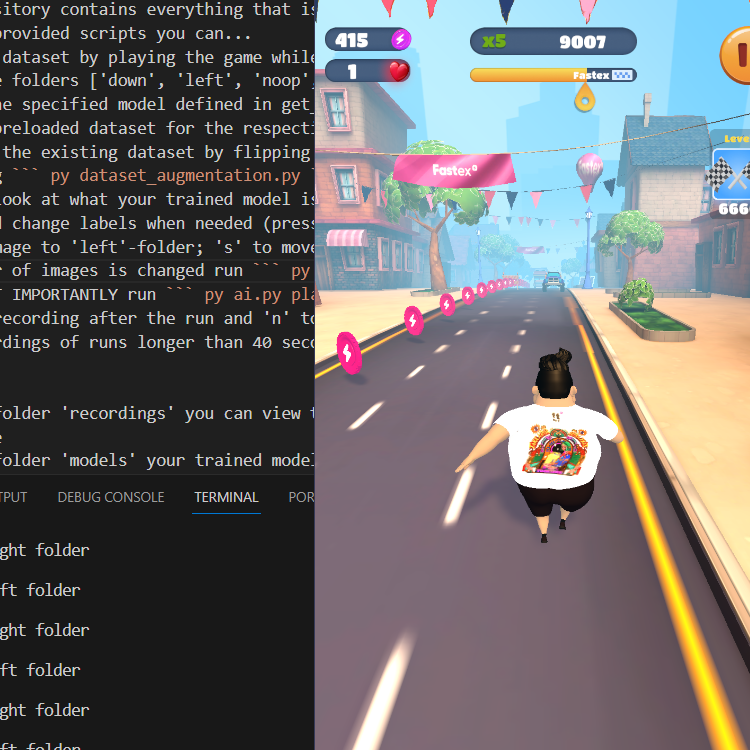 sitory contains everything that is
provided scripts you can...
dataset by playing the game while
e folders ['down', 'left', 'noop'
he specified model defined in get_
preloaded dataset for the respecti
the existing dataset by flipping
``` py dataset_augmentation.py
look at what your trained model is
d change labels when needed (press
mage to 'left'-folder; 's' to move
r of images is changed run ``` py
IMPORTANTLY run ``` py ai.py pla
recording after the run and 'n' to
rdings of runs longer than 40 seco
folder 'recordings' you can view t
e
folder 'models' your trained model
TPUT DEBUG CONSOLE TERMINAL POR
ght folder
ft folder
ght folder
ft folder
ght folder
ft folder
415
1
x5 9007
Fastex
Fastex
Leve
666